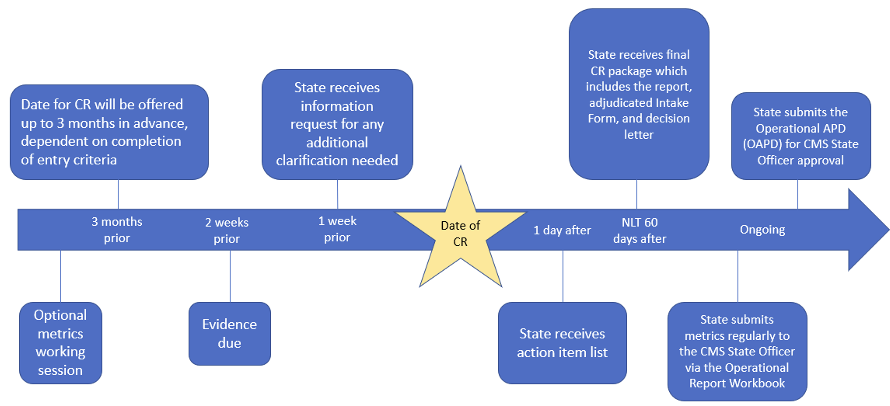 Date for CR will be offered
up to 3 months in advance,
dependent on completion
of entry criteria
State receives
information
request for any
additional
clarification needed
State receives final
CR package which
includes the report,
adjudicated Intake
Form, and decision
letter
State submits the
Operational APD
(OAPD) for CMS State
Officer approval
3 months
prior
2 weeks
prior
1 week
prior
Date of
CR
1 day after
NLT 60
days after
Ongoing
Optional
metrics
working
session
Evidence
due
State receives
action item list
State submits
metrics regularly to
the CMS State Officer
via the Operational
Report Workbook